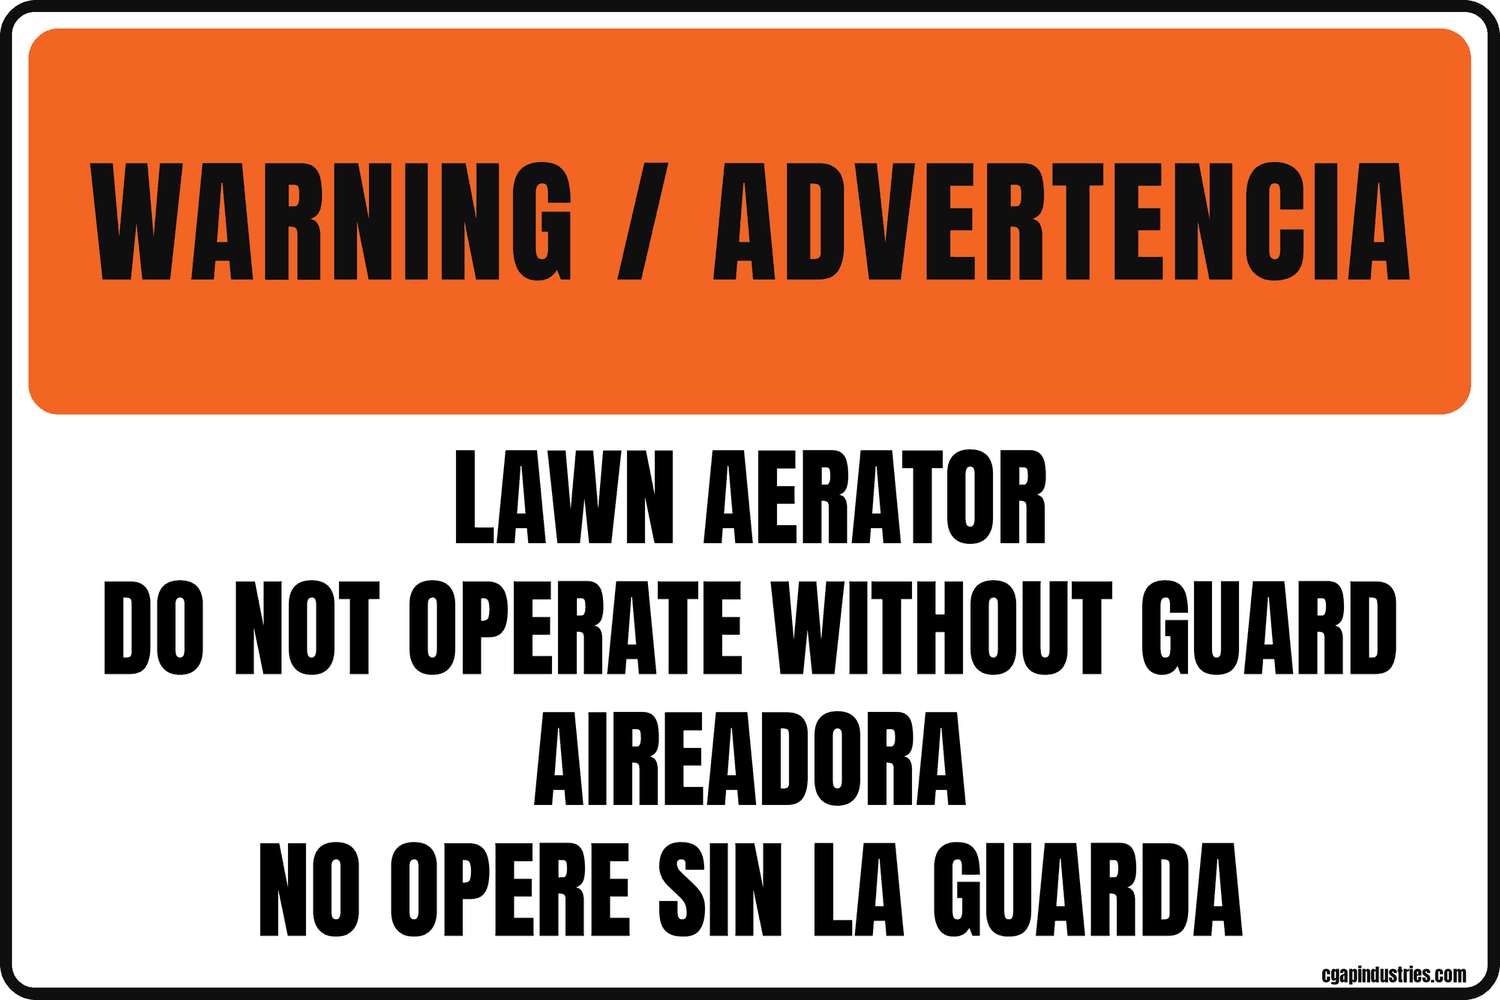 WARNING / ADVERTENCIA
LAWN AERATOR
DO NOT OPERATE WITHOUT GUARD
AIREADORA
NO OPERE SIN LA GUARDA
cgapindustries.com